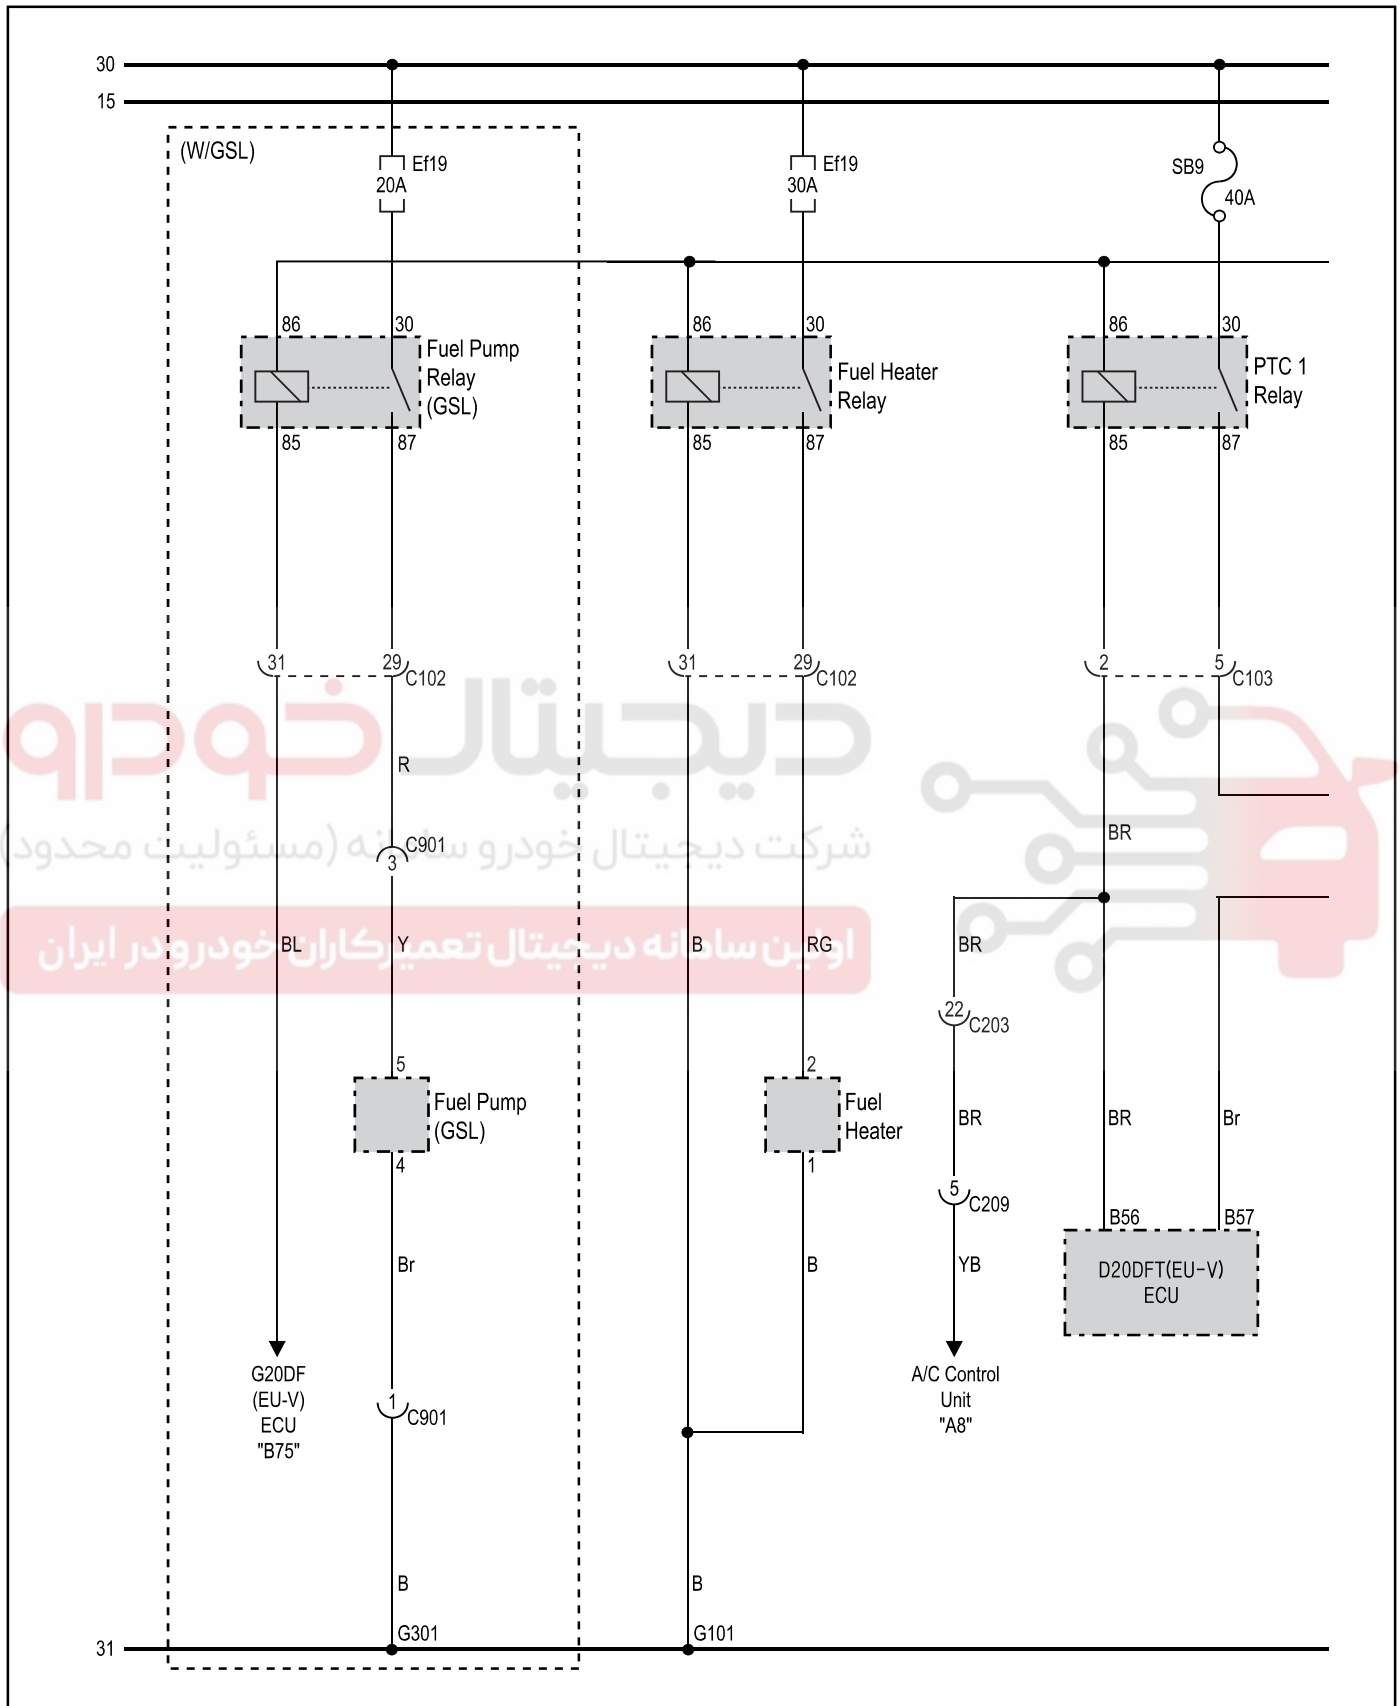 30
15
(W/GSL)
Ef19
20A
Ef19
30A
SB9
40A
86
30
86
30
86
30
Fuel Pump
Relay
(GSL)
Fuel Heater
Relay
PTC 1
Relay
85
87
85
87
85
87
31
29
C102
31
29
C102
2
5
C103
دیجیتال خودرو
R
شرکت دیجیتال خودرو سامانه (مسئولیت محدود)
C901
3
BR
اولین سامانه دیجیتال تعمیرکاران خودرو در ایران
BL
Y
B
RG
BR
22
C203
5
Fuel Pump
(GSL)
4
2
Fuel
Heater
1
BR
BR
Br
5
C209
B56
B57
D20DFT(EU-V)
ECU
Br
B
YB
G20DF
(EU-V)
ECU
"B75"
1
C901
A/C Control
Unit
"A8"
B
B
31
G301
G101